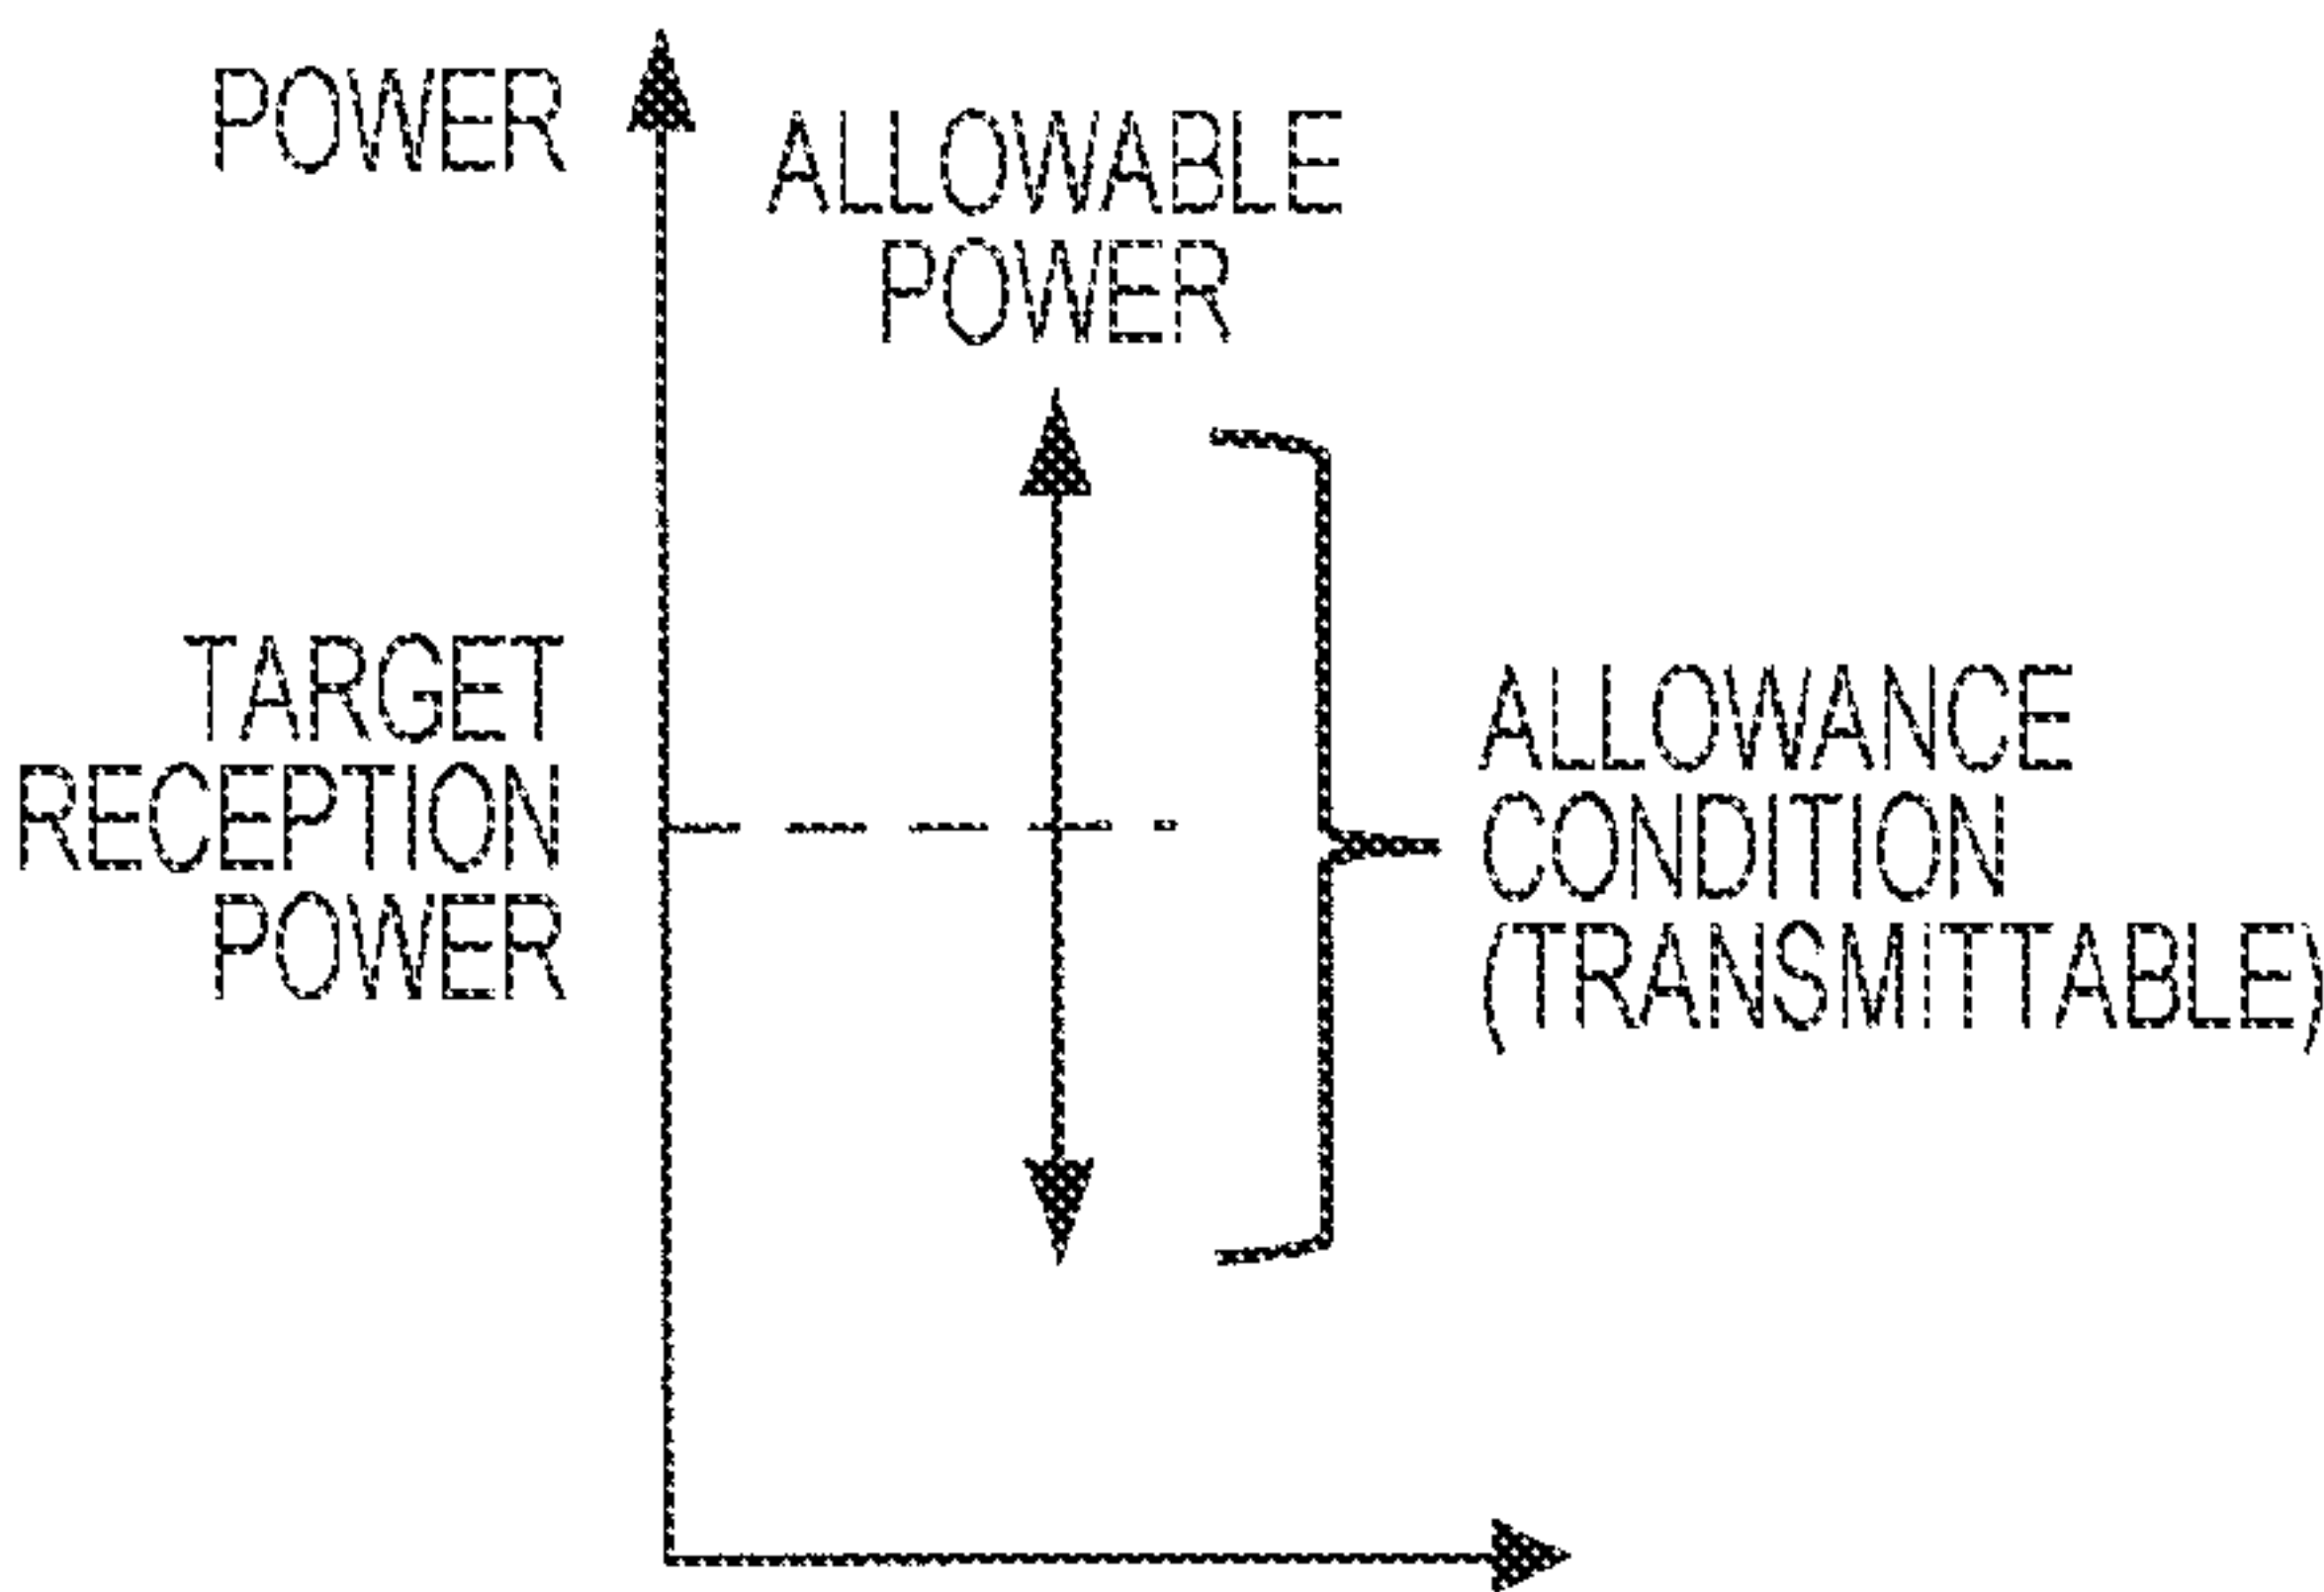 POWER
ALLOWABLE
POWER
TARGET
RECEPTION
POWER
ALLOWANCE
CONDITION
(TRANSMITTABLE)